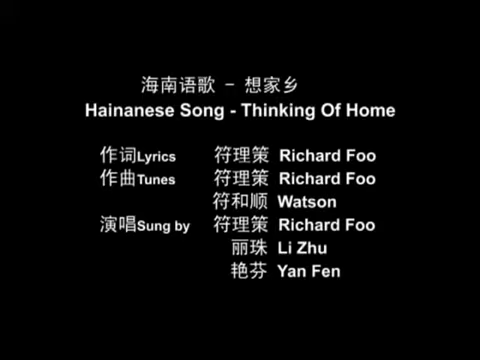 海南语歌 - 想家乡
Hainanese Song - Thinking Of Home
作词Lyrics 符理策 Richard Foo
作曲Tunes 符理策 Richard Foo
符和顺 Watson
演唱Sung by 符理策 Richard Foo
丽珠 Li Zhu
艳芬 Yan Fen